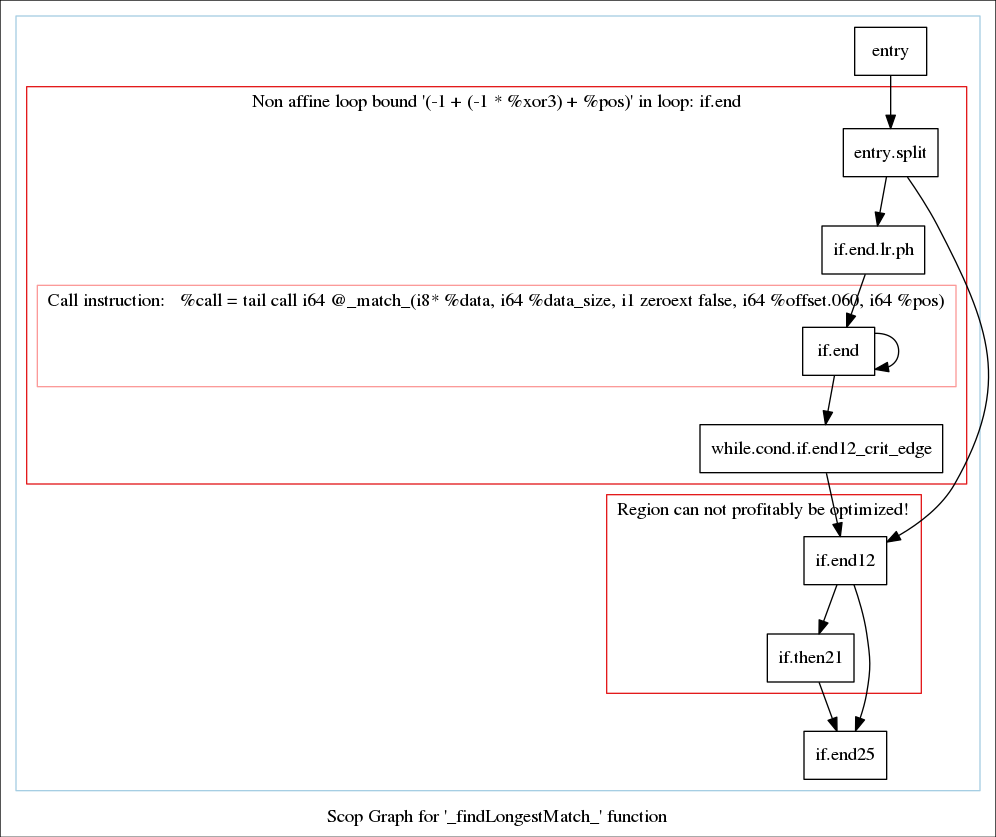 entry
Non affine loop bound '(-1 + (-1 * %xor3) + %pos)' in loop: if.end
entry.split
if.end.lr.ph
Call instruction:   %call = tail call i64 @_match_(i8* %data, i64 %data_size, i1 zeroext false, i64 %offset.060, i64 %pos)
if.end
while.cond.if.end12_crit_edge
Region can not profitably be optimized!
if.end12
if.then21
if.end25
Scop Graph for '_findLongestMatch_' function